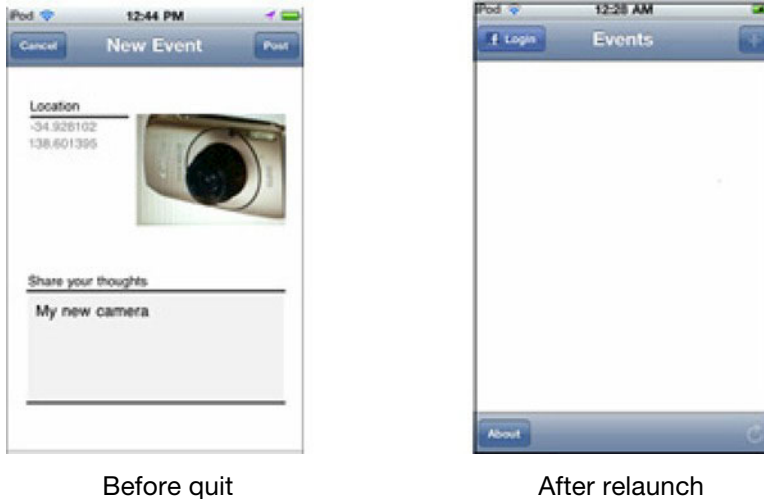 iPod 12:44 PM
Cancel New Event Post
Location
-34.928102
138.601395
Share your thoughts
My new camera
Before quit
iPod 12:28 AM
f Login Events +
About
After relaunch